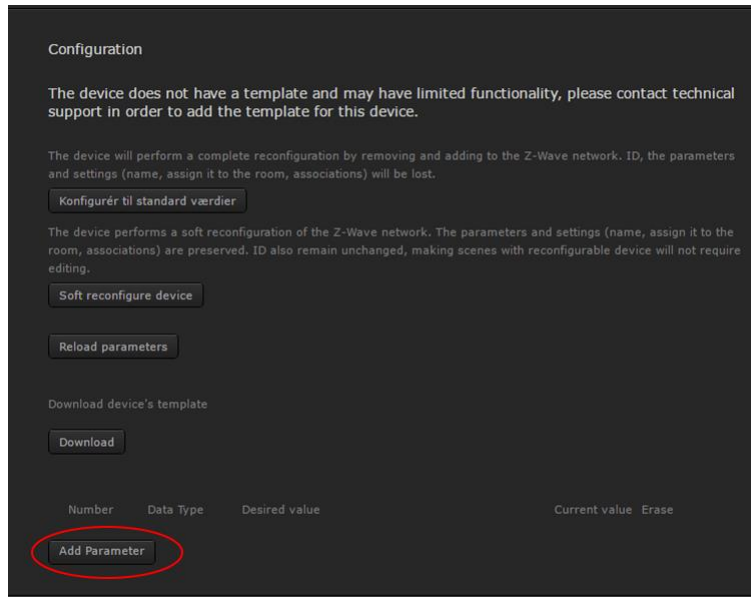 Configuration
The device does not have a template and may have limited functionality, please contact technical
support in order to add the template for this device.
The device will perform a complete reconfiguration by removing and adding to the Z-Wave network. ID, the parameters
and settings (name, assign it to the room, associations) will be lost.
Konfigurér til standard værdier
The device performs a soft reconfiguration of the Z-Wave network. The parameters and settings (name, assign it to the
room, associations) are preserved. ID also remain unchanged, making scenes with reconfigurable device will not require
editing.
Soft reconfigure device
Reload parameters
Download device's template
Download
Number Data Type Desired value Current value Erase
Add Parameter